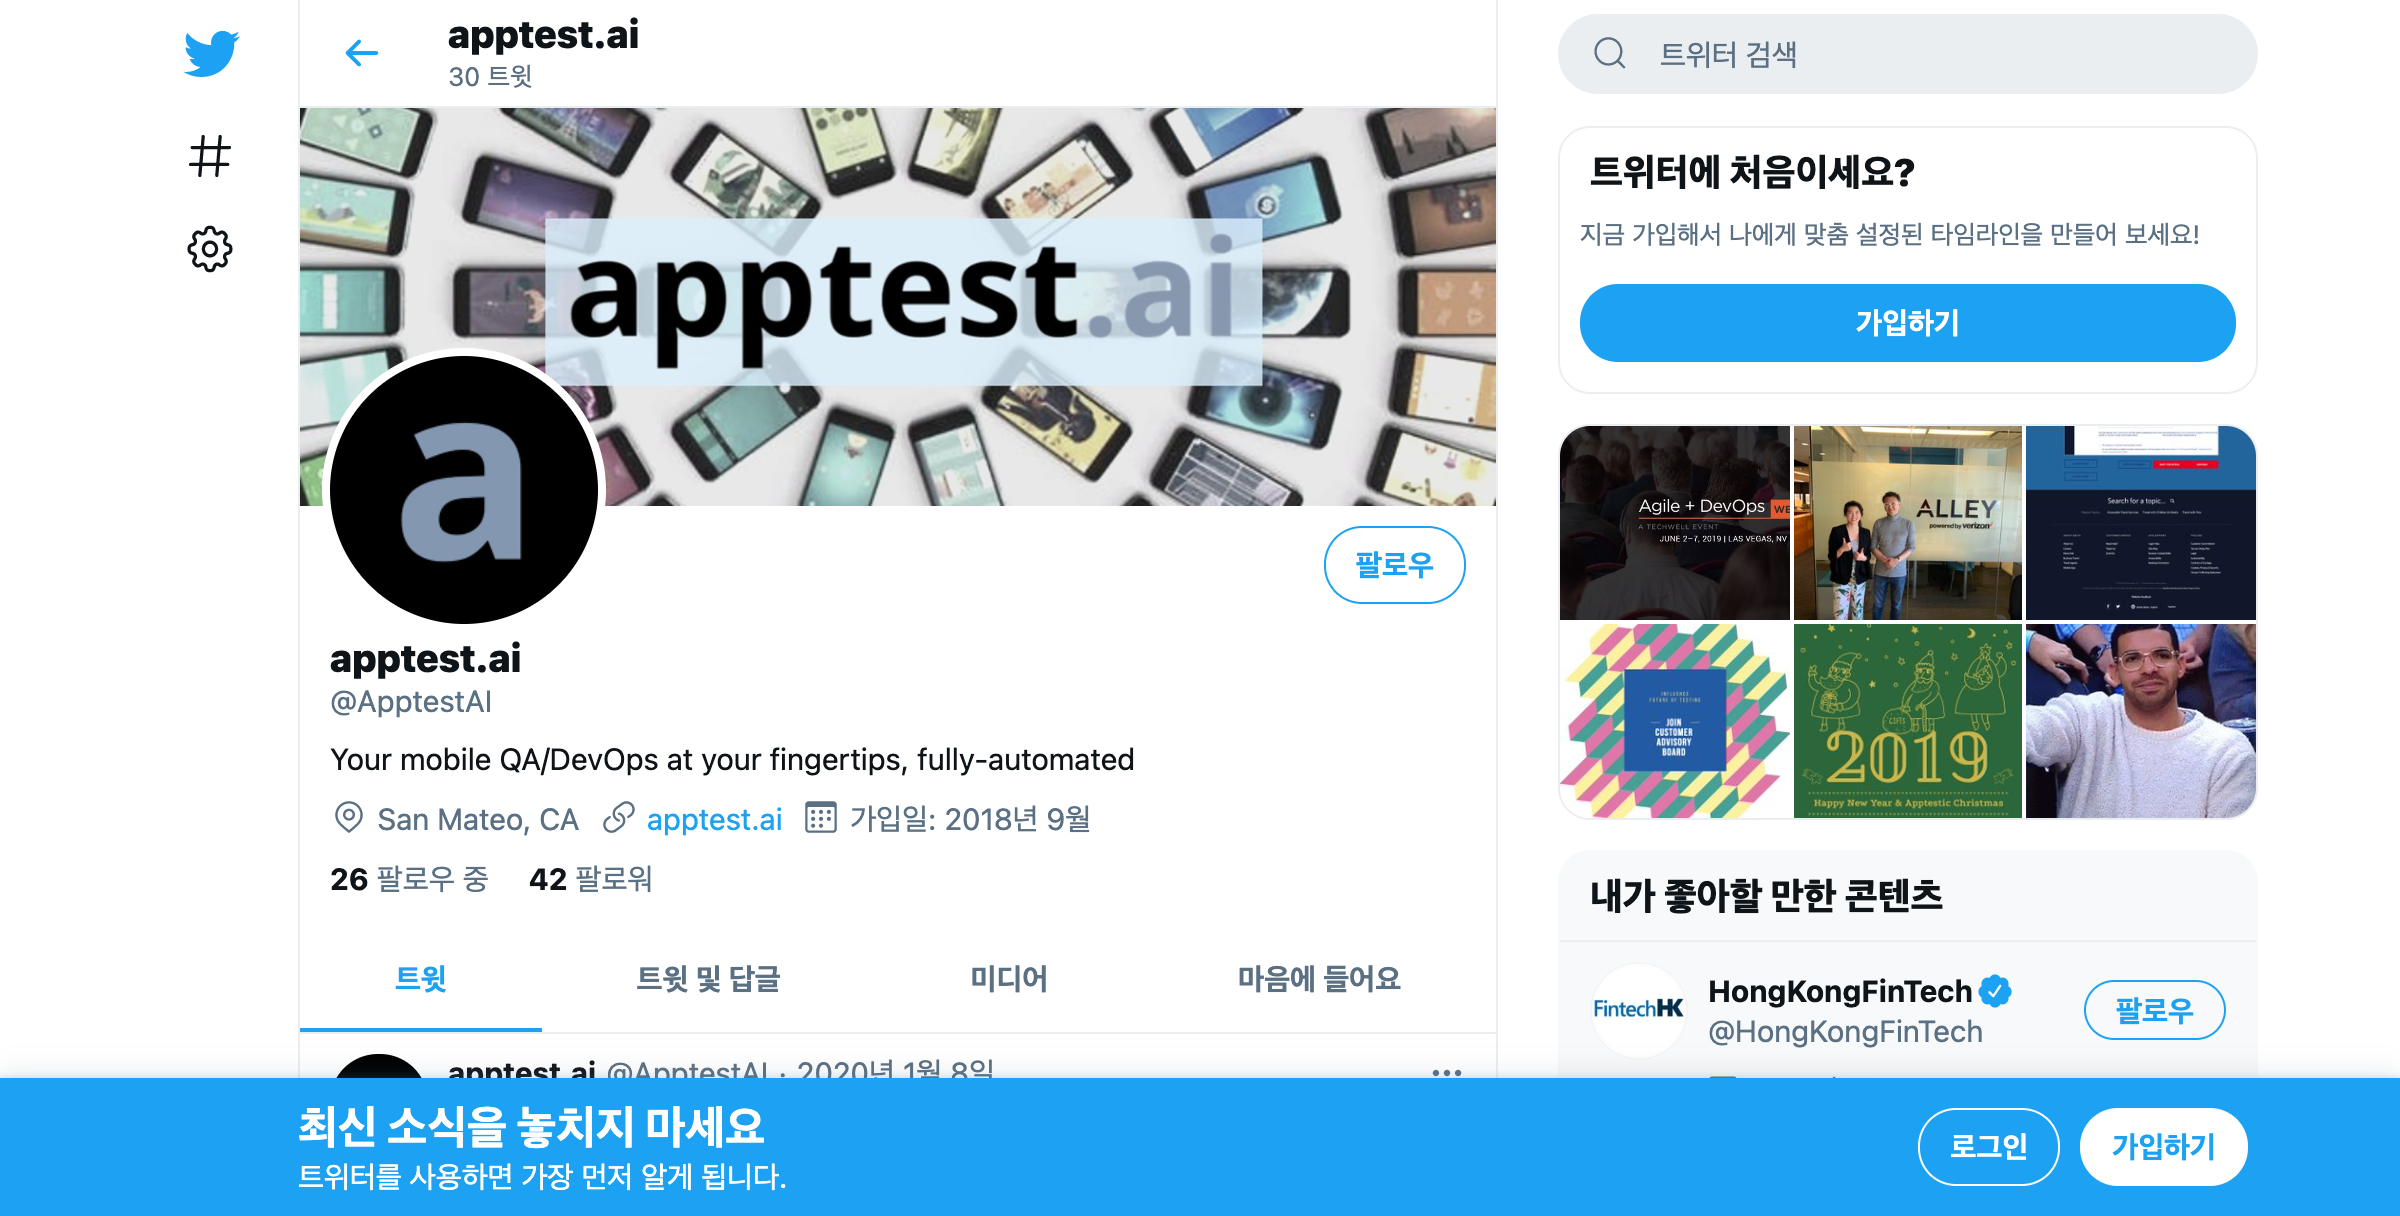 apptest.ai
30 트윗
apptest.ai
a
팔로우
apptest.ai
@ApptestAI
Your mobile QA/DevOps at your fingertips, fully-automated
San Mateo, CA apptest.ai 가입일: 2018년 9월
26 팔로우 중 42 팔로워
트윗 트윗 및 답글 미디어 마음에 들어요
apptest.ai @ApptestAI · 2020년 1월 8일
트위터 검색
트위터에 처음이세요?
지금 가입해서 나에게 맞춤 설정된 타임라인을 만들어 보세요!
가입하기
Agile + DevOps WE
A TECHWELL EVENT
JUNE 2–7, 2019 | LAS VEGAS, NV
ALLEY
powered by verizon
Search for a topic...
INFLUENCE
FUTURE OF TESTING
JOIN
CUSTOMER
ADVISORY
BOARD
GIFTS
2019
Happy New Year & Apptestic Christmas
내가 좋아할 만한 콘텐츠
FintechHK
HongKongFinTech
@HongKongFinTech
팔로우
최신 소식을 놓치지 마세요
트위터를 사용하면 가장 먼저 알게 됩니다.
로그인 가입하기